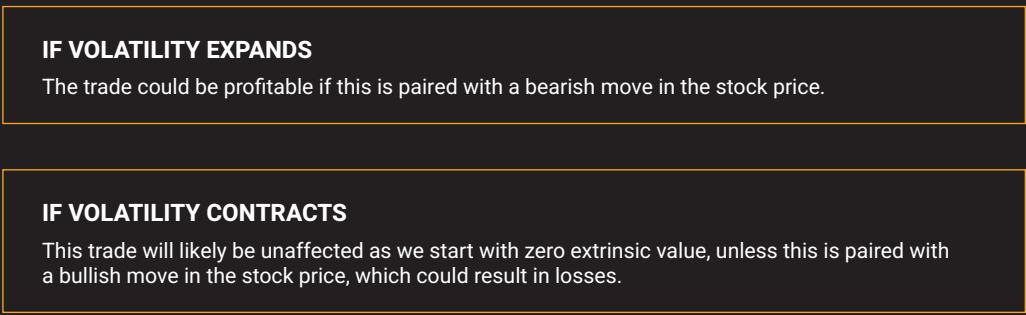 IF VOLATILITY EXPANDS
The trade could be profitable if this is paired with a bearish move in the stock price.
IF VOLATILITY CONTRACTS
This trade will likely be unaffected as we start with zero extrinsic value, unless this is paired with
a bullish move in the stock price, which could result in losses.